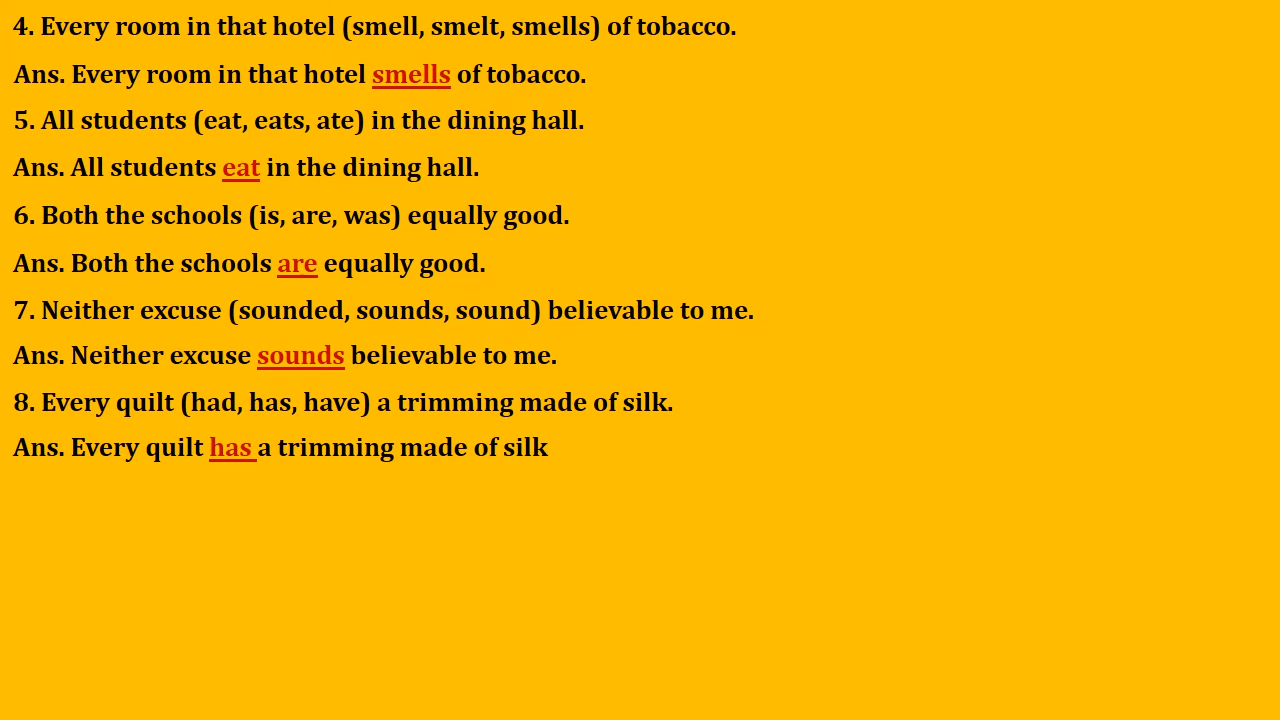 4. Every room in that hotel (smell, smelt, smells) of tobacco.
Ans. Every room in that hotel smells of tobacco.
5. All students (eat, eats, ate) in the dining hall.
Ans. All students eat in the dining hall.
6. Both the schools (is, are, was) equally good.
Ans. Both the schools are equally good.
7. Neither excuse (sounded, sounds, sound) believable to me.
Ans. Neither excuse sounds believable to me.
8. Every quilt (had, has, have) a trimming made of silk.
Ans. Every quilt has a trimming made of silk